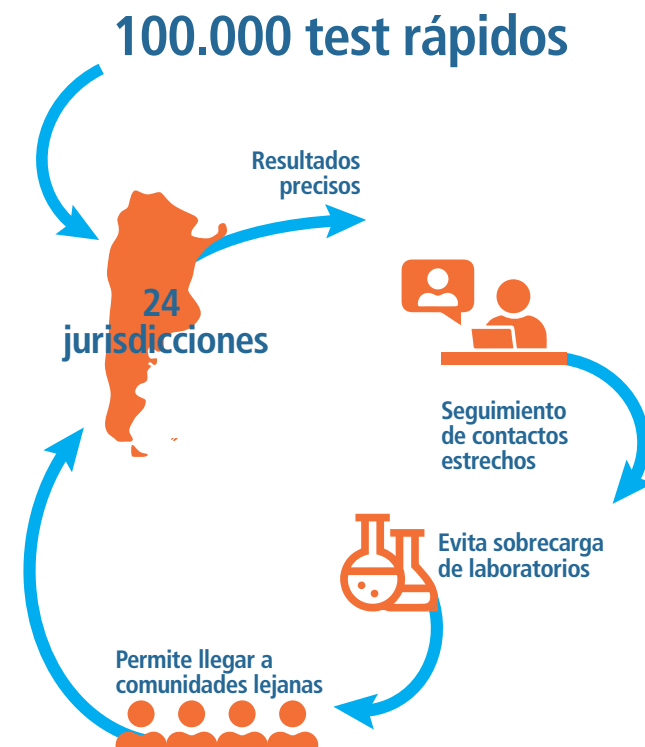 100.000 test rápidos
Resultados
precisos
24
jurisdicciones
Seguimiento
de contactos
estrechos
Evita sobrecarga
de laboratorios
Permite llegar a
comunidades lejanas